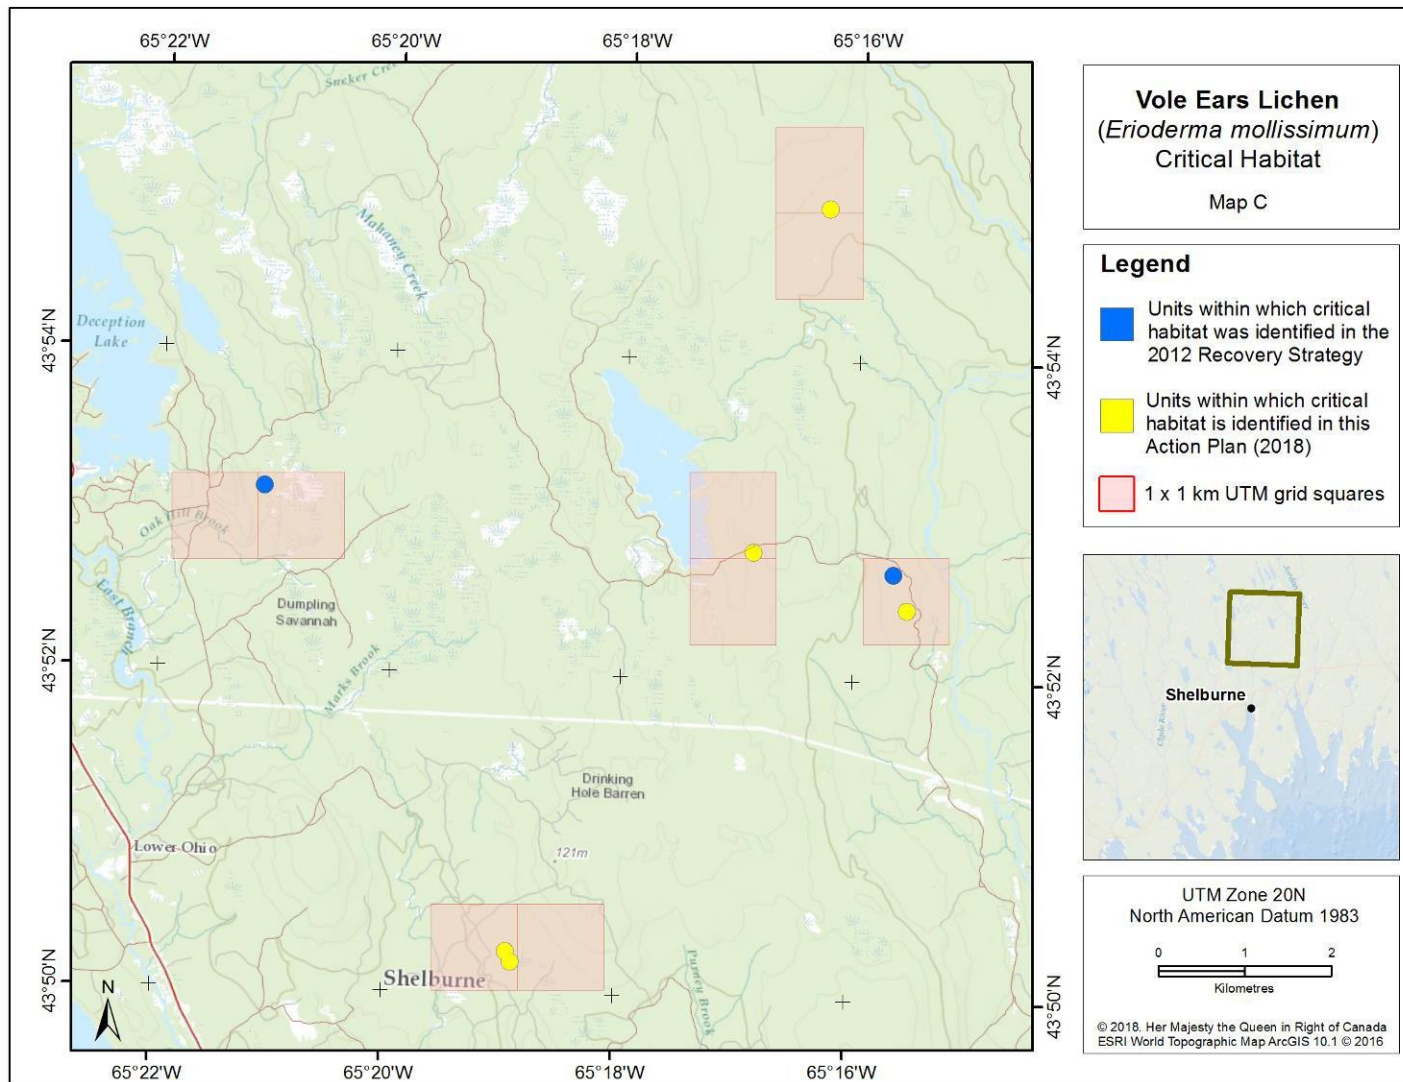 65°22'W
65°20'W
65°18'W
65°16'W
Sucker Creek
Mahaney Creek
Deception
Lake
43°54'N
43°54'N
Oak Hill Brook
East Branch
Dumpling
Savannah
Marks Brook
43°52'N
43°52'N
Drinking
Hole Barren
121m
Lower Ohio
Shelburne
Purney Brook
43°50'N
43°50'N
N
65°22'W
65°20'W
65°18'W
65°16'W
Vole Ears Lichen
(Erioderma mollissimum)
Critical Habitat
Map C
Legend
Units within which critical
habitat was identified in the
2012 Recovery Strategy
Units within which critical
habitat is identified in this
Action Plan (2018)
1 x 1 km UTM grid squares
Shelburne
Clyde River
UTM Zone 20N
North American Datum 1983
0 1 2
Kilometres
© 2018. Her Majesty the Queen in Right of Canada
ESRI World Topographic Map ArcGIS 10.1 © 2016